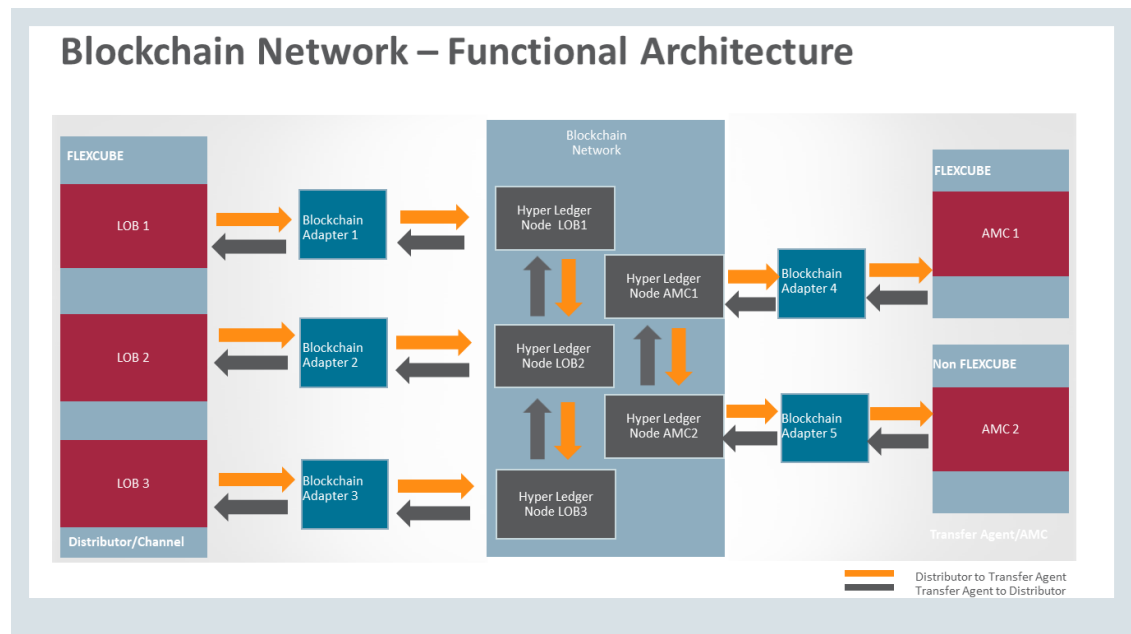 Blockchain Network – Functional Architecture
FLEXCUBE
LOB 1
LOB 2
LOB 3
Distributor/Channel
Blockchain
Adapter 1
Blockchain
Adapter 2
Blockchain
Adapter 3
Blockchain
Network
Hyper Ledger
Node LOB1
Hyper Ledger
Node AMC1
Hyper Ledger
Node LOB2
Hyper Ledger
Node AMC2
Hyper Ledger
Node LOB3
Blockchain
Adapter 4
Blockchain
Adapter 5
FLEXCUBE
AMC 1
Non FLEXCUBE
AMC 2
Transfer Agent/AMC
Distributor to Transfer Agent
Transfer Agent to Distributor